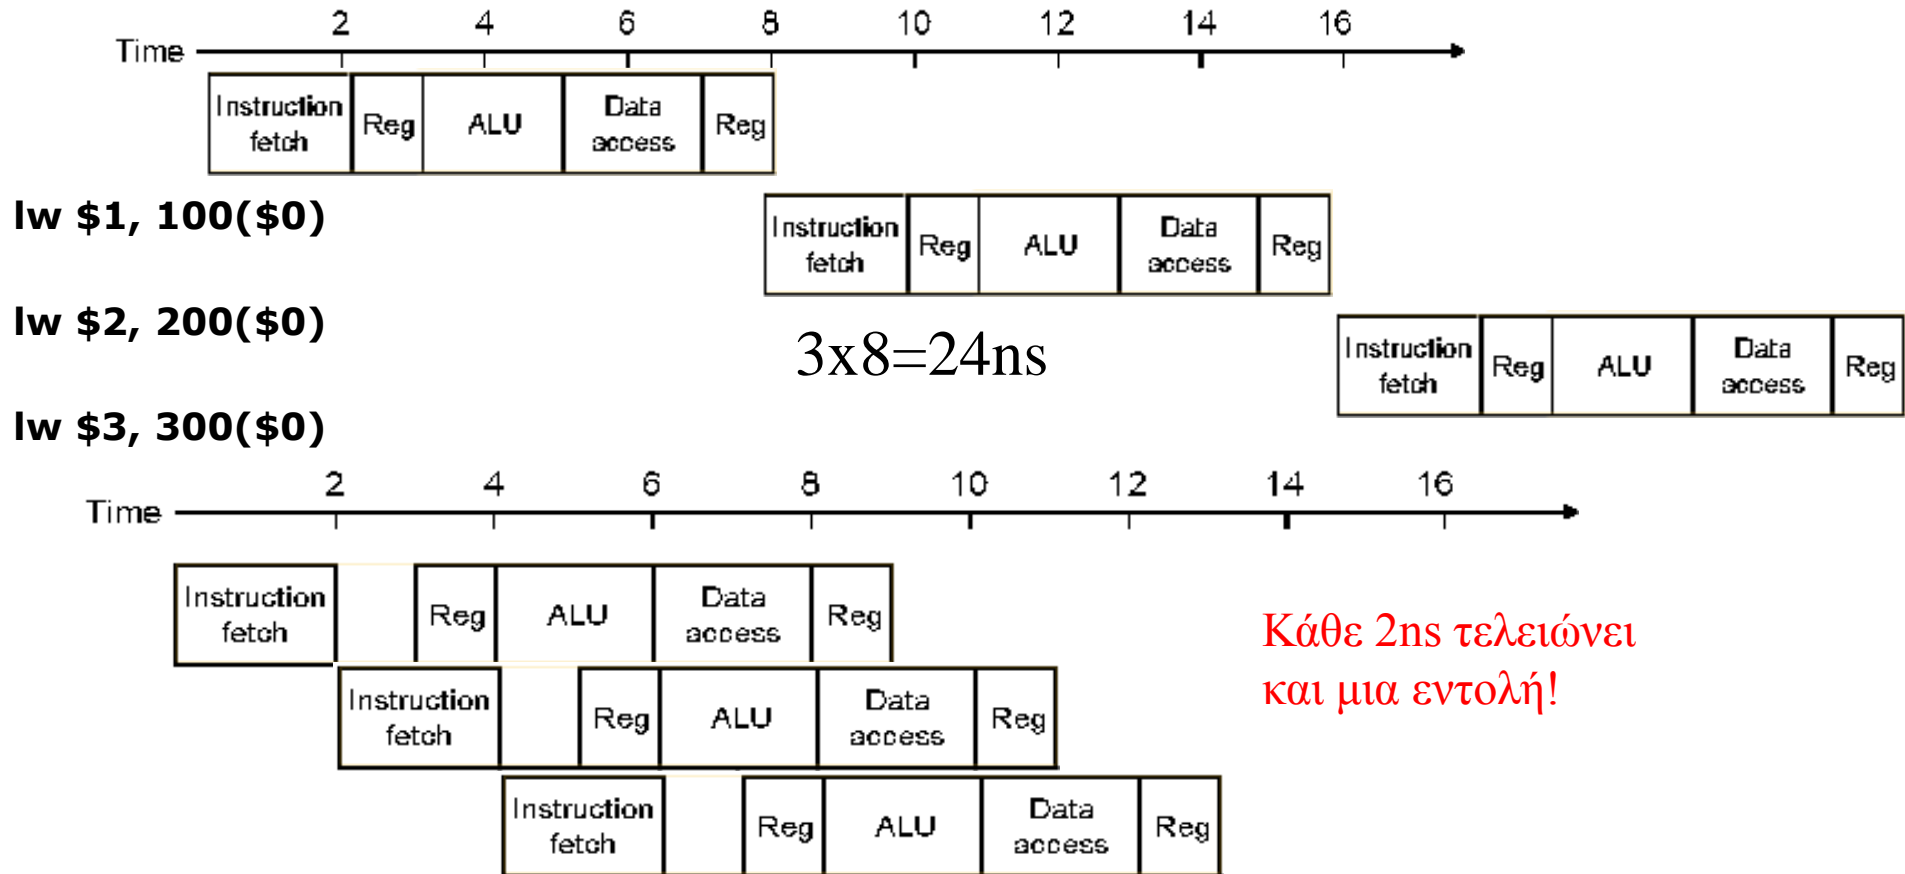 2 4 6 8 10 12 14 16
Time
Instruction fetch Reg ALU Data access Reg
lw $1, 100($0)
Instruction fetch Reg ALU Data access Reg
lw $2, 200($0)
3x8=24ns
Instruction fetch Reg ALU Data access Reg
lw $3, 300($0)
2 4 6 8 10 12 14 16
Time
Instruction fetch Reg ALU Data access Reg
Κάθε 2ns τελειώνει
και μια εντολή!
Instruction fetch Reg ALU Data access Reg
Instruction fetch Reg ALU Data access Reg